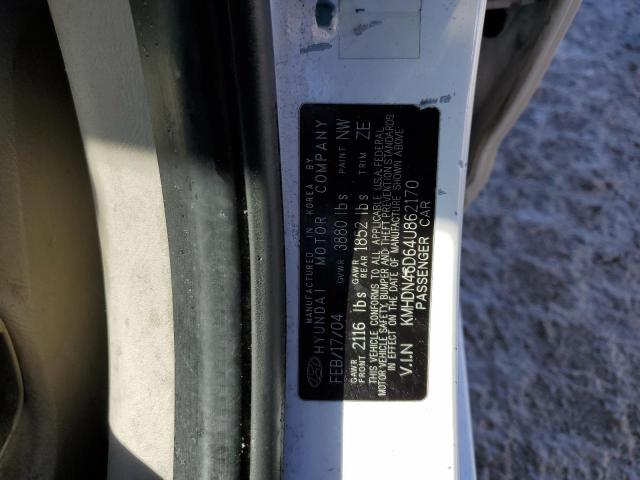 1
MANUFACTURED IN KOREA BY
HYUNDAI MOTOR COMPANY
FEB/17/04 GVWR 3880 lbs PAINT NW
GAWR FRONT 2116 lbs GAWR REAR 1852 lbs TRIM ZE
THIS VEHICLE CONFORMS TO ALL APPLICABLE U.S.A. FEDERAL
MOTOR VEHICLE SAFETY, BUMPER AND THEFT PREVENTION STANDARDS
IN EFFECT ON THE DATE OF MANUFACTURE SHOWN ABOVE
V.I.N KMHDN46D64U862170
PASSENGER CAR